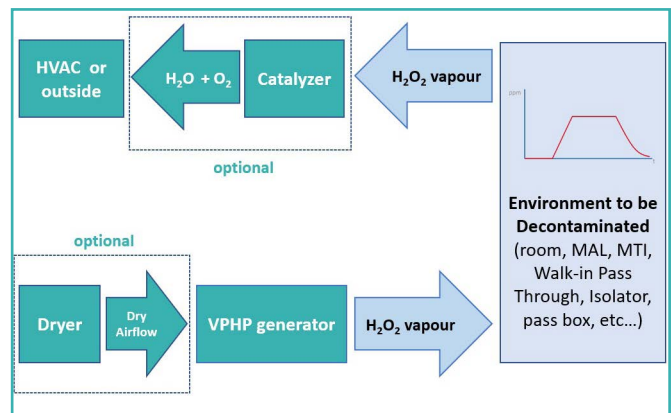 HVAC or
outside
H₂O + O₂
Catalyzer
H₂O₂ vapour
optional
ppm
t
Environment to be
Decontaminated
(room, MAL, MTI,
Walk-in Pass
Through, Isolator,
pass box, etc…)
optional
Dryer
Dry
Airflow
VPHP generator
H₂O₂ vapour